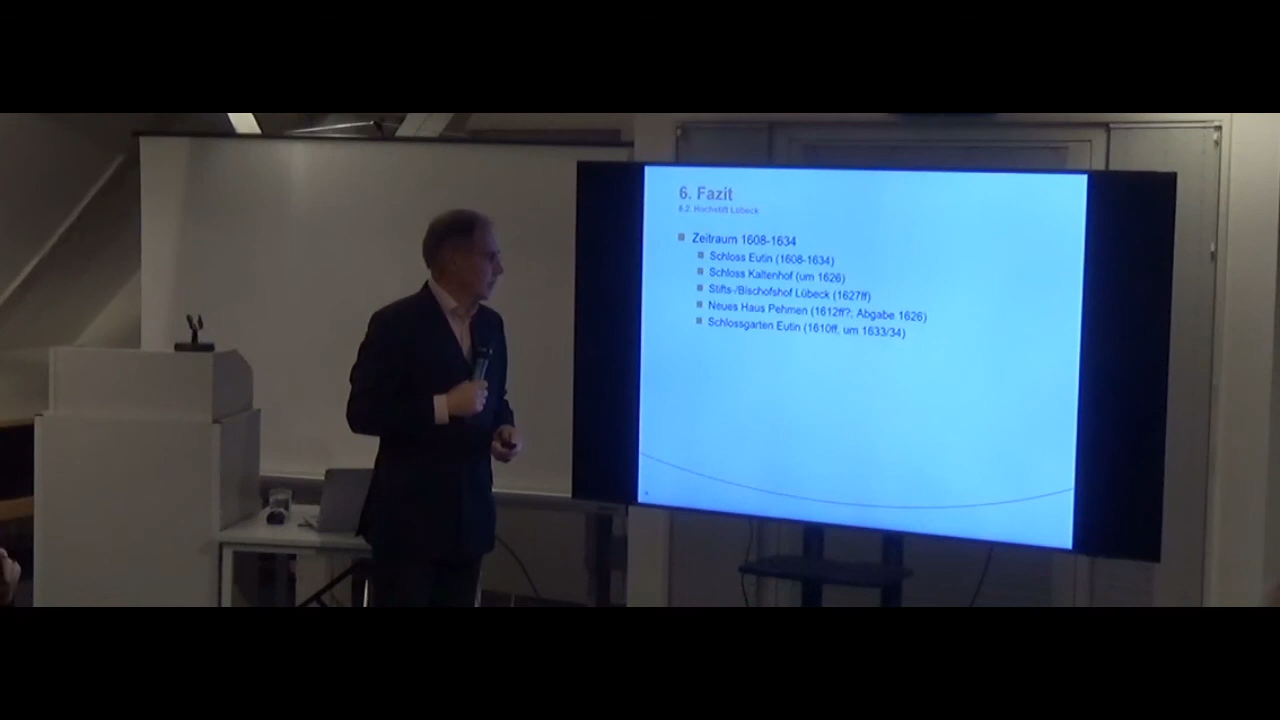 6. Fazit
6.2. Hochstift Lübeck
Zeitraum 1608-1634
Schloss Eutin (1608-1634)
Schloss Kaltenhof (um 1626)
Stifts-/Bischofshof Lübeck (1627ff)
Neues Haus Pehmen (1612ff?; Abgabe 1626)
Schlossgarten Eutin (1610ff, um 1633/34)